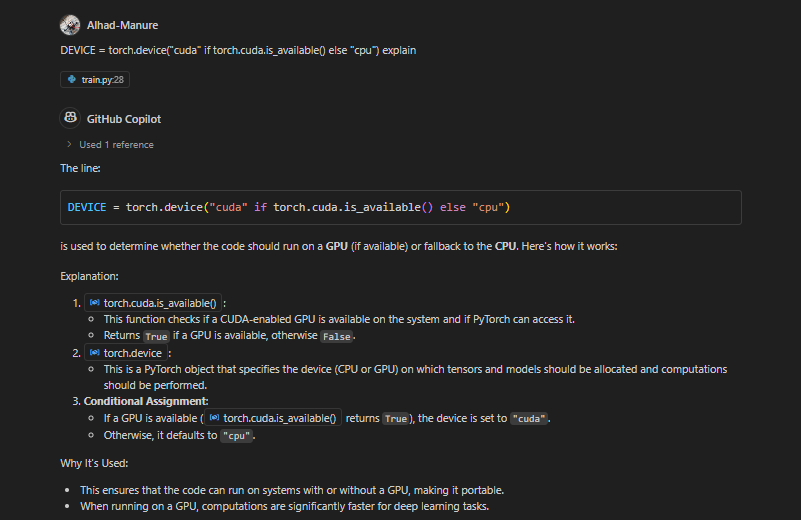 Alhad-Manure
DEVICE = torch.device("cuda" if torch.cuda.is_available() else "cpu") explain
train.py:28
GitHub Copilot
Used 1 reference
The line:
DEVICE = torch.device("cuda" if torch.cuda.is_available() else "cpu")
is used to determine whether the code should run on a GPU (if available) or fallback to the CPU. Here's how it works:
Explanation:
1. torch.cuda.is_available() :
This function checks if a CUDA-enabled GPU is available on the system and if PyTorch can access it.
Returns True if a GPU is available, otherwise False.
2. torch.device :
This is a PyTorch object that specifies the device (CPU or GPU) on which tensors and models should be allocated and computations
should be performed.
3. Conditional Assignment:
If a GPU is available ( torch.cuda.is_available() returns True), the device is set to "cuda".
Otherwise, it defaults to "cpu".
Why It's Used:
This ensures that the code can run on systems with or without a GPU, making it portable.
When running on a GPU, computations are significantly faster for deep learning tasks.